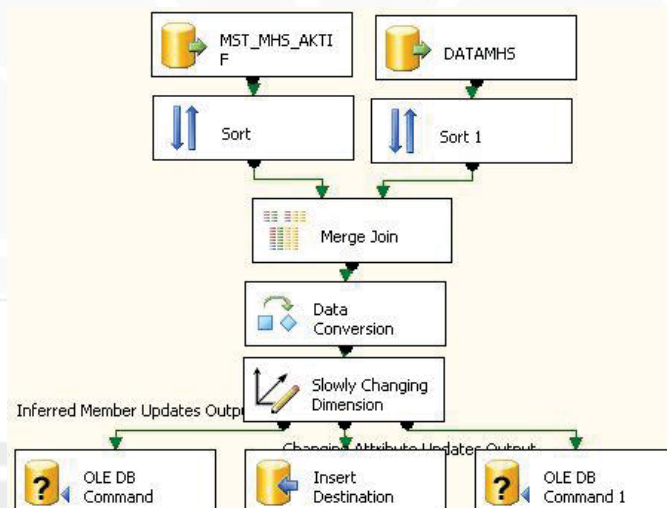 MST_MHS_AKTI
F
DATAMHS
Sort
Sort 1
Merge Join
Data
Conversion
Slowly Changing
Dimension
Inferred Member Updates Outpu
Changing Attribute Updates Output
OLE DB
Command
Insert
Destination
OLE DB
Command 1